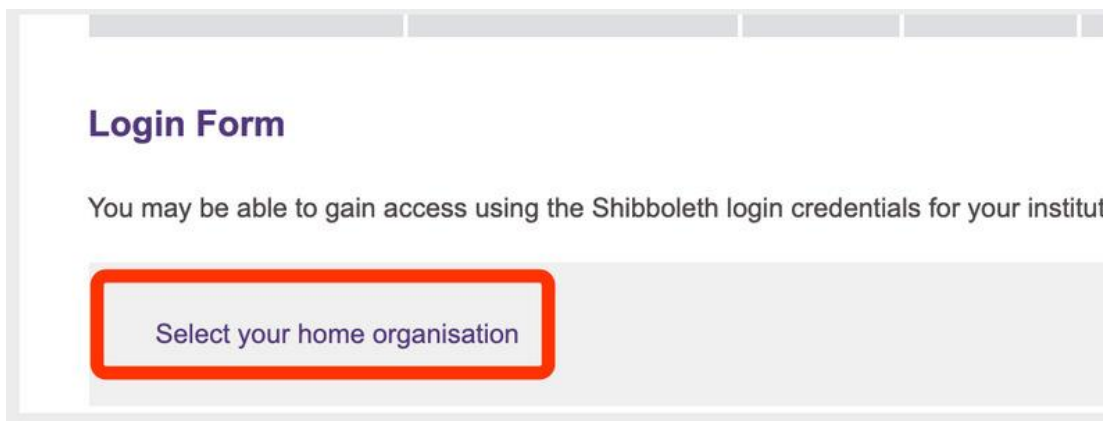 Login Form
You may be able to gain access using the Shibboleth login credentials for your
Select your home organisation